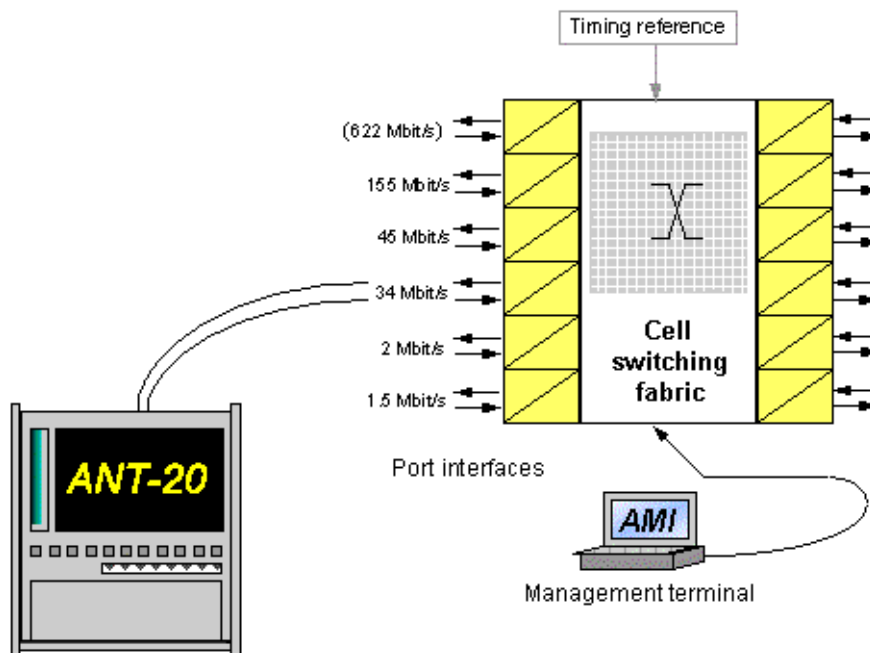 Timing reference
(622 Mbit/s)
155 Mbit/s
45 Mbit/s
34 Mbit/s
2 Mbit/s
1.5 Mbit/s
Cell
switching
fabric
Port interfaces
ANT-20
AMI
Management terminal